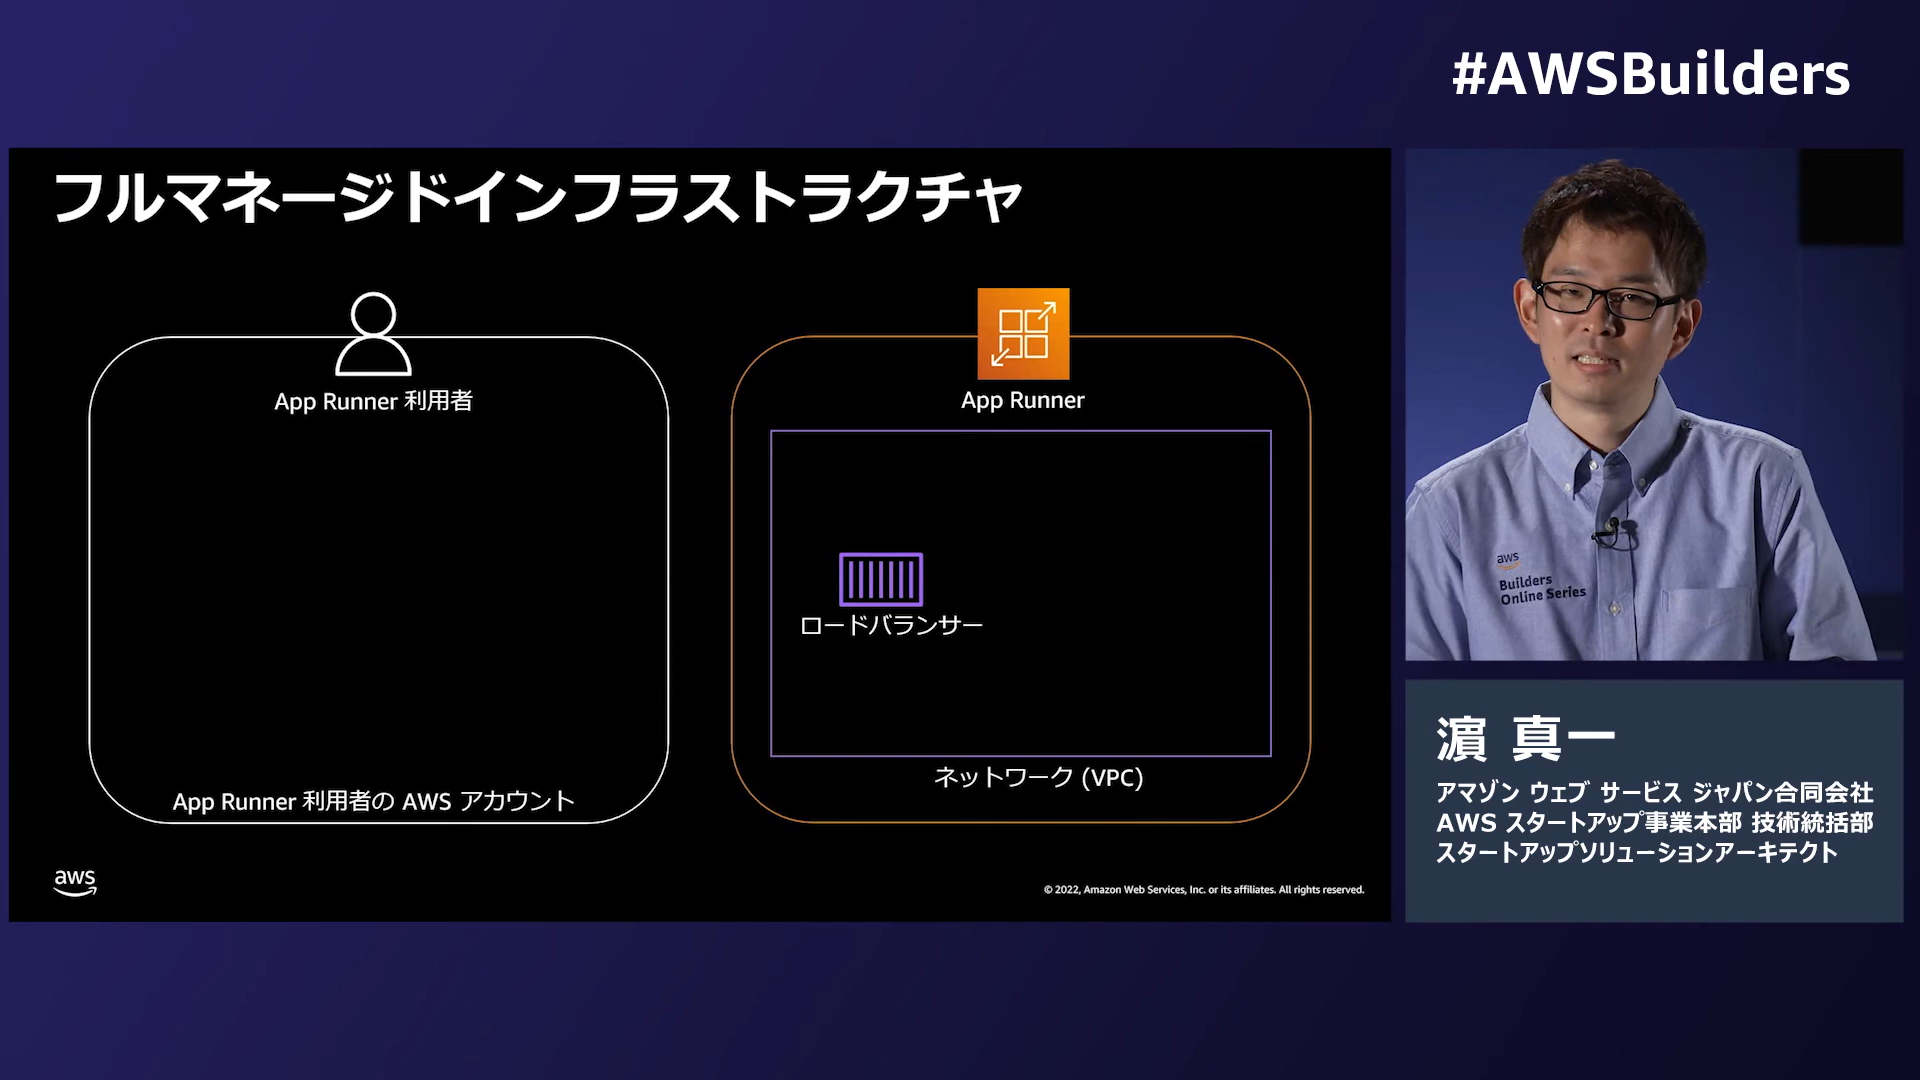 #AWSBuilders
フルマネージドインフラストラクチャ
App Runner 利用者
App Runner 利用者の AWS アカウント
App Runner
ロードバランサー
ネットワーク (VPC)
aws
© 2022, Amazon Web Services, Inc. or its affiliates. All rights reserved.
aws
Builders
Online Series
濵 真一
アマゾン ウェブ サービス ジャパン合同会社
AWS スタートアップ事業本部 技術統括部
スタートアップソリューションアーキテクト